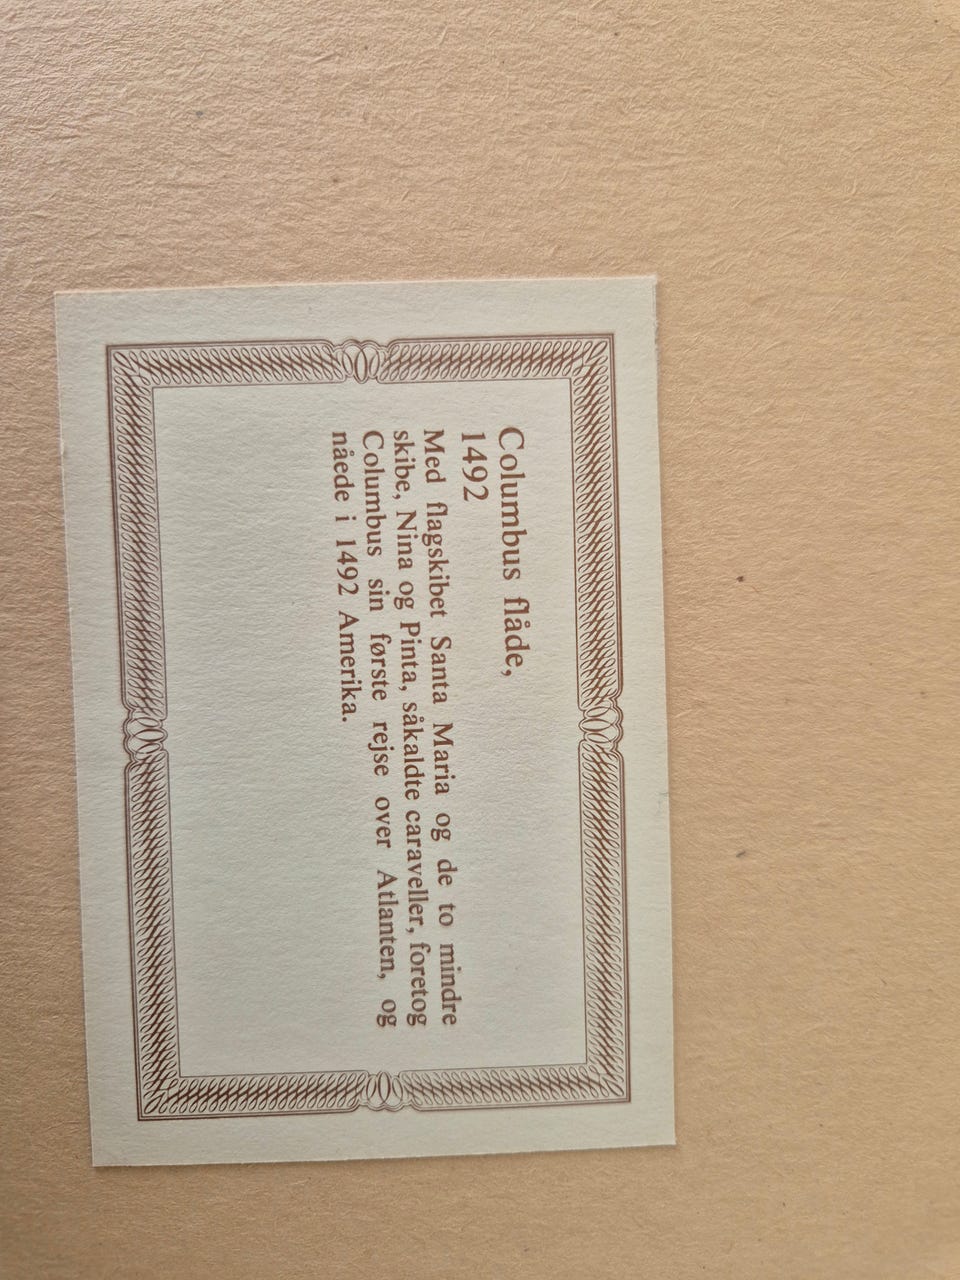 Columbus flåde,
1492
Med flagskibet Santa Maria og de to mindre
skibe, Nina og Pinta, såkaldte caraveller, foretog
Columbus sin første rejse over Atlanten, og
nåede i 1492 Amerika.